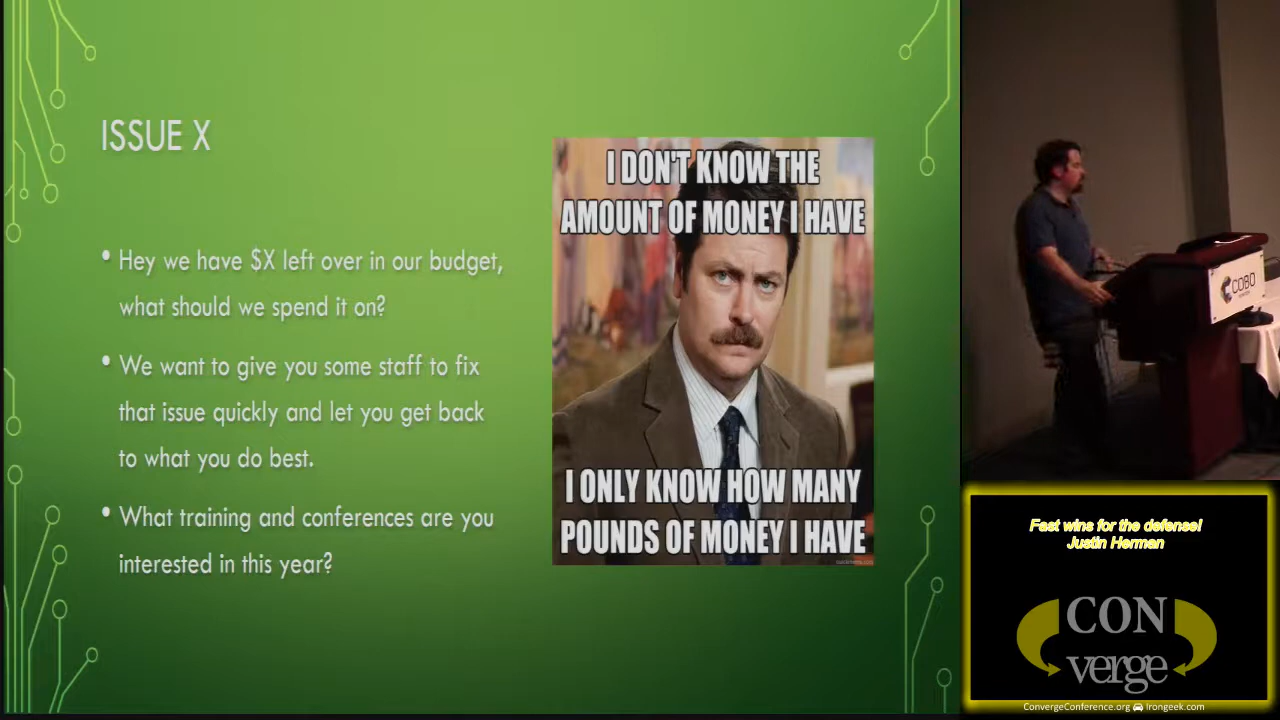 ISSUE X
• Hey we have $X left over in our budget,
what should we spend it on?
• We want to give you some staff to fix
that issue quickly and let you get back
to what you do best.
• What training and conferences are you
interested in this year?
I DON'T KNOW THE
AMOUNT OF MONEY I HAVE
I ONLY KNOW HOW MANY
POUNDS OF MONEY I HAVE
COBO
Fast wins for the defense!
Justin Herman
CON
verge
ConvergeConference.org Irongeek.com